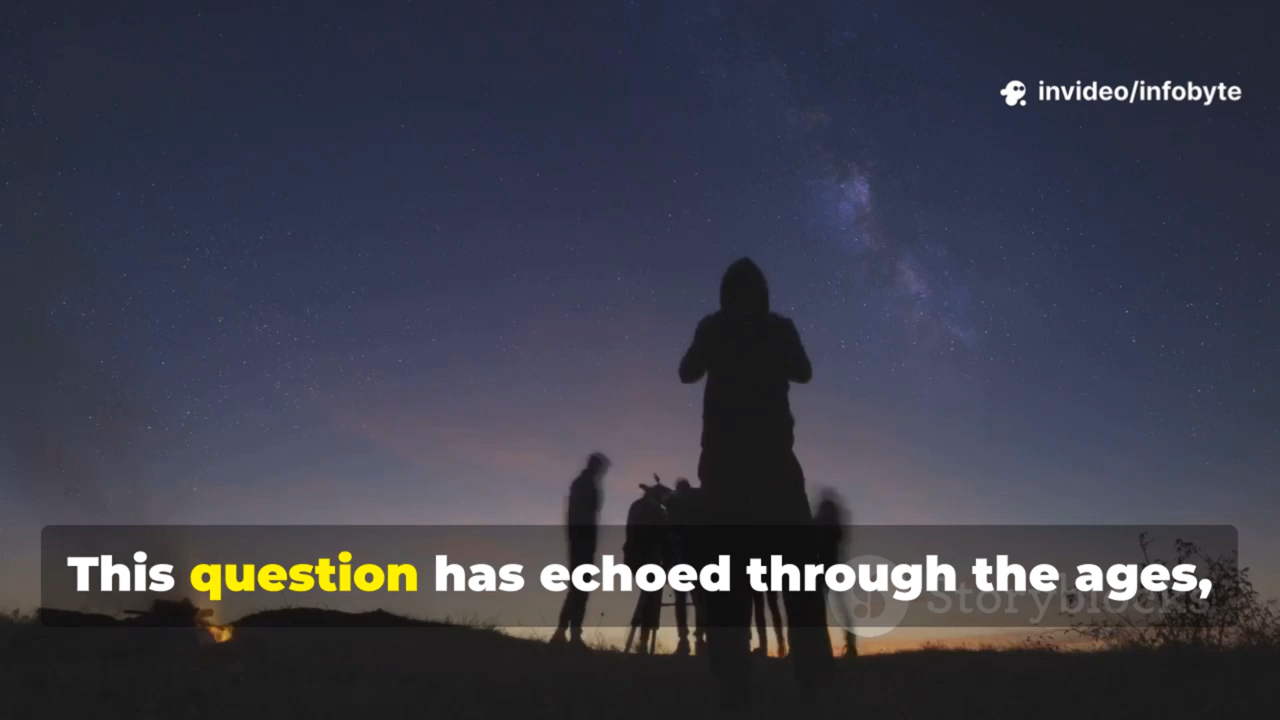 invideo/infobyte
This question has echoed through the ages,
Storyblocks